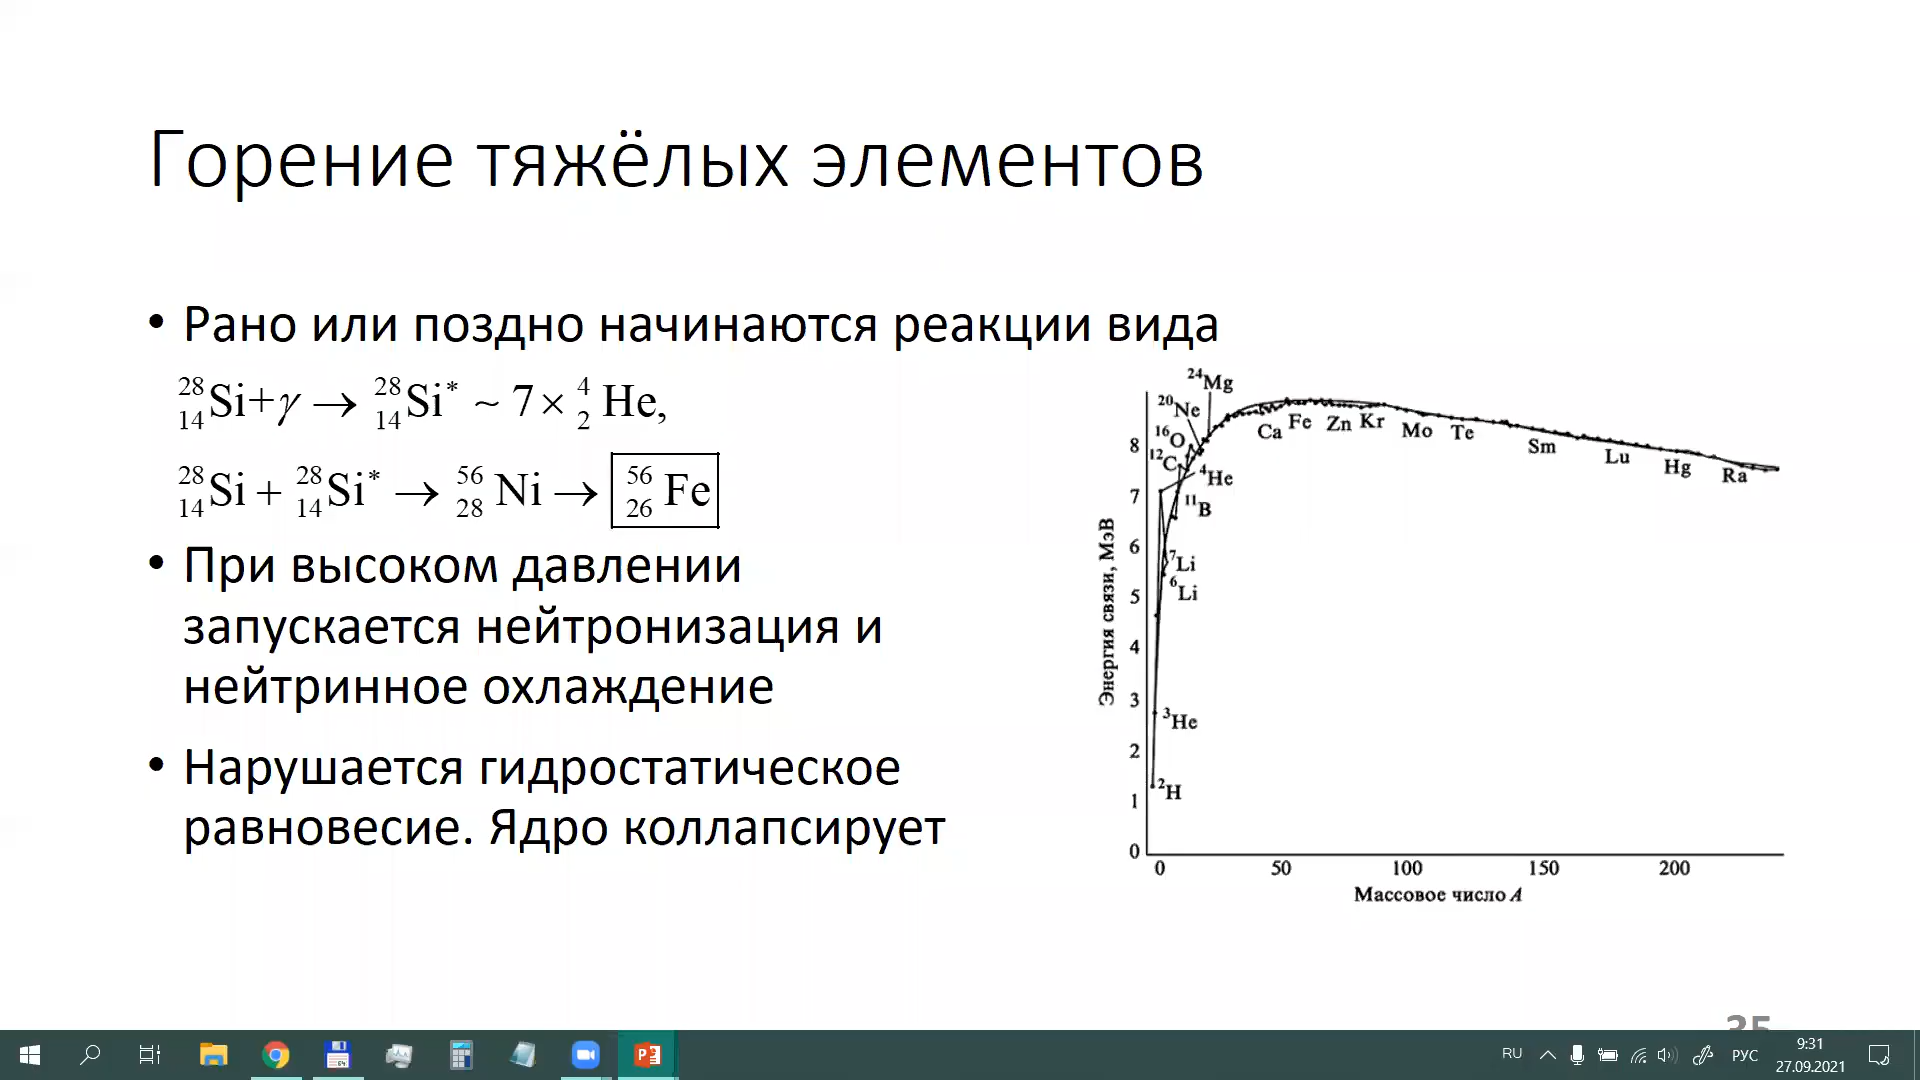 Горение тяжёлых элементов
• Рано или поздно начинаются реакции вида
²⁸₁₄Si+γ → ²⁸₁₄Si* ~ 7 × ⁴₂He,
²⁸₁₄Si + ²⁸₁₄Si* → ⁵⁶₂₈Ni → ⁵⁶₂₆Fe
• При высоком давлении
запускается нейтронизация и
нейтринное охлаждение
• Нарушается гидростатическое
равновесие. Ядро коллапсирует
Энергия связи, МэВ
8
7
6
5
4
3
2
1
0
²⁴Mg
²⁰Ne
¹⁶O
¹²C
⁴He
¹¹B
⁷Li
⁶Li
³He
²H
Ca
Fe
Zn
Kr
Mo
Te
Sm
Lu
Hg
Ra
0 50 100 150 200
Массовое число A
35
64
RU
РУС
9:31
27.09.2021